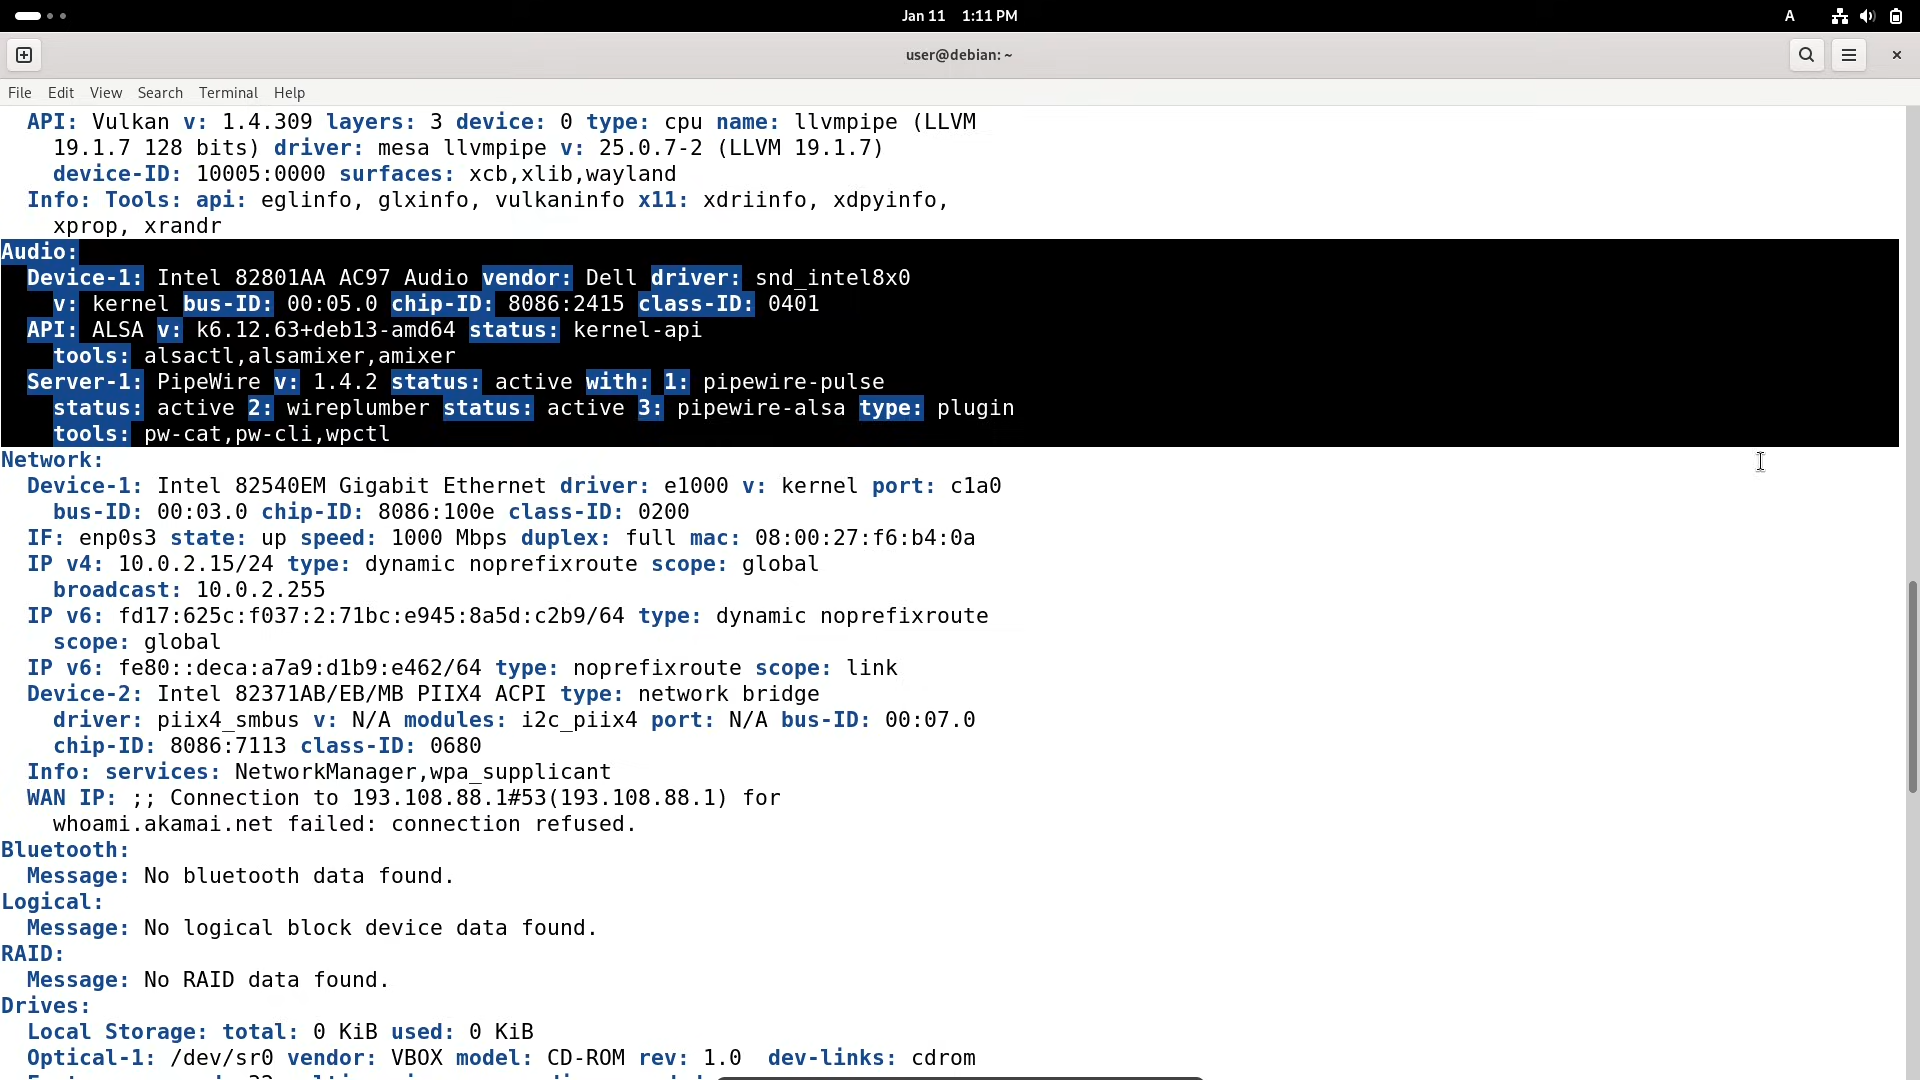 Jan 11 1:11 PM
A
user@debian: ~
File Edit View Search Terminal Help
API: Vulkan v: 1.4.309 layers: 3 device: 0 type: cpu name: llvmpipe (LLVM
19.1.7 128 bits) driver: mesa llvmpipe v: 25.0.7-2 (LLVM 19.1.7)
device-ID: 10005:0000 surfaces: xcb,xlib,wayland
Info: Tools: api: eglinfo, glxinfo, vulkaninfo x11: xdriinfo, xdpyinfo,
xprop, xrandr
Audio:
Device-1: Intel 82801AA AC97 Audio vendor: Dell driver: snd_intel8x0
v: kernel bus-ID: 00:05.0 chip-ID: 8086:2415 class-ID: 0401
API: ALSA v: k6.12.63+deb13-amd64 status: kernel-api
tools: alsactl,alsamixer,amixer
Server-1: PipeWire v: 1.4.2 status: active with: 1: pipewire-pulse
status: active 2: wireplumber status: active 3: pipewire-alsa type: plugin
tools: pw-cat,pw-cli,wpctl
Network:
Device-1: Intel 82540EM Gigabit Ethernet driver: e1000 v: kernel port: c1a0
bus-ID: 00:03.0 chip-ID: 8086:100e class-ID: 0200
IF: enp0s3 state: up speed: 1000 Mbps duplex: full mac: 08:00:27:f6:b4:0a
IP v4: 10.0.2.15/24 type: dynamic noprefixroute scope: global
broadcast: 10.0.2.255
IP v6: fd17:625c:f037:2:71bc:e945:8a5d:c2b9/64 type: dynamic noprefixroute
scope: global
IP v6: fe80::deca:a7a9:d1b9:e462/64 type: noprefixroute scope: link
Device-2: Intel 82371AB/EB/MB PIIX4 ACPI type: network bridge
driver: piix4_smbus v: N/A modules: i2c_piix4 port: N/A bus-ID: 00:07.0
chip-ID: 8086:7113 class-ID: 0680
Info: services: NetworkManager,wpa_supplicant
WAN IP: ;; Connection to 193.108.88.1#53(193.108.88.1) for
whoami.akamai.net failed: connection refused.
Bluetooth:
Message: No bluetooth data found.
Logical:
Message: No logical block device data found.
RAID:
Message: No RAID data found.
Drives:
Local Storage: total: 0 KiB used: 0 KiB
Optical-1: /dev/sr0 vendor: VBOX model: CD-ROM rev: 1.0 dev-links: cdrom